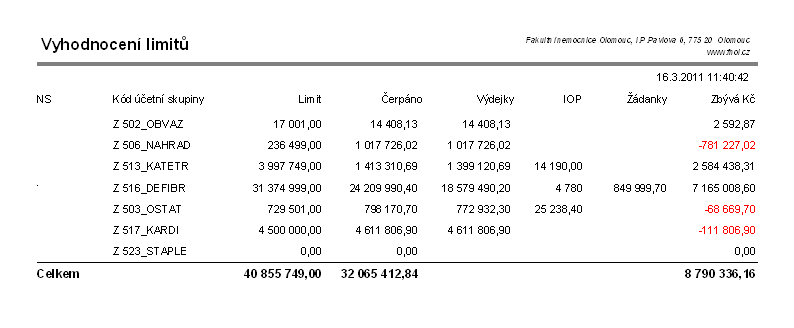 Vyhodnocení limitů
Fakultní nemocnice Olomouc, I.P.Pavlova 6, 775 20 Olomouc
www.fnol.cz
16.3.2011 11:40:42
NS Kód účetní skupiny Limit Čerpáno Výdejky IOP Žádanky Zbývá Kč
Z 502_OBVAZ 17 001,00 14 408,13 14 408,13 2 592,87
Z 506_NAHRAD 236 499,00 1 017 726,02 1 017 726,02 -781 227,02
Z 513_KATETR 3 997 749,00 1 413 310,69 1 399 120,69 14 190,00 2 584 438,31
Z 516_DEFIBR 31 374 999,00 24 209 990,40 18 579 490,20 4 780 849 999,70 7 165 008,60
Z 503_OSTAT 729 501,00 798 170,70 772 932,30 25 238,40 -68 669,70
Z 517_KARDI 4 500 000,00 4 611 806,90 4 611 806,90 -111 806,90
Z 523_STAPLE 0,00 0,00 0,00
Celkem 40 855 749,00 32 065 412,84 8 790 336,16